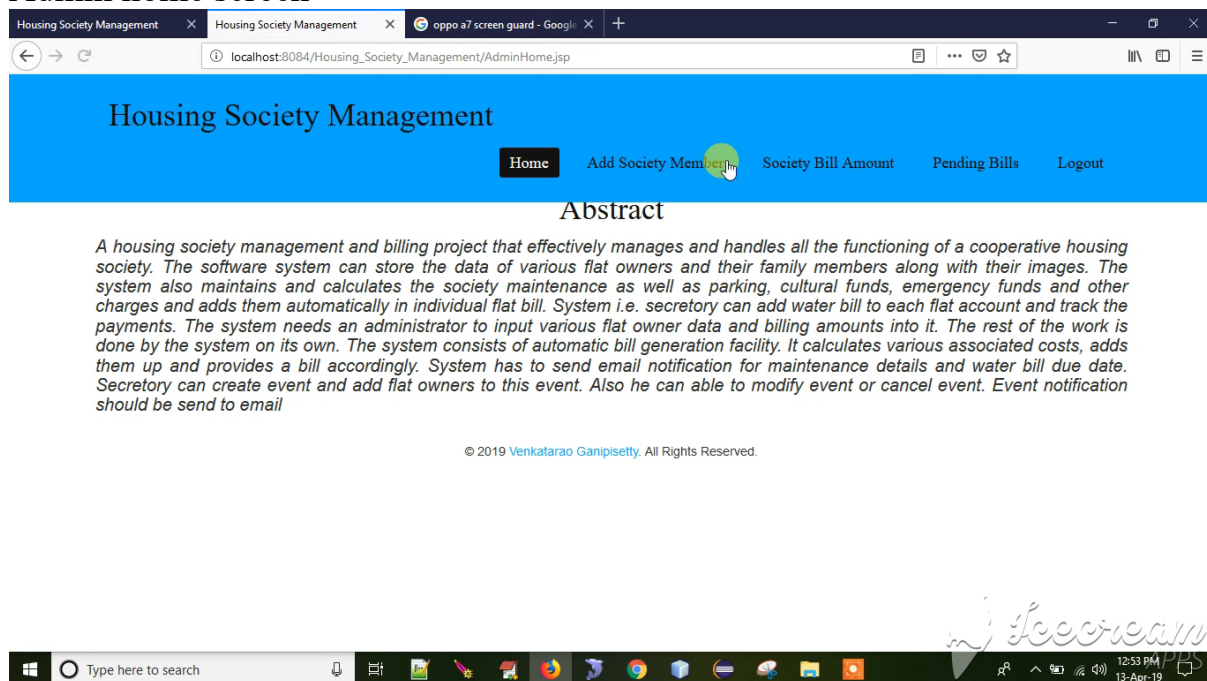 Admin home screen
Housing Society Management
Housing Society Management
oppo a7 screen guard - Google
localhost:8084/Housing_Society_Management/AdminHome.jsp
Housing Society Management
Home Add Society Member Society Bill Amount Pending Bills Logout
Abstract
A housing society management and billing project that effectively manages and handles all the functioning of a cooperative housing
society. The software system can store the data of various flat owners and their family members along with their images. The
system also maintains and calculates the society maintenance as well as parking, cultural funds, emergency funds and other
charges and adds them automatically in individual flat bill. System i.e. secretory can add water bill to each flat account and track the
payments. The system needs an administrator to input various flat owner data and billing amounts into it. The rest of the work is
done by the system on its own. The system consists of automatic bill generation facility. It calculates various associated costs, adds
them up and provides a bill accordingly. System has to send email notification for maintenance details and water bill due date.
Secretory can create event and add flat owners to this event. Also he can able to modify event or cancel event. Event notification
should be send to email
© 2019 Venkatarao Ganipisetty. All Rights Reserved.
Icecream
APPS
Type here to search
12:53 PM
13-Apr-19